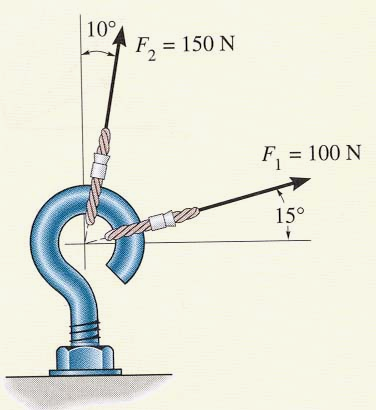 10°
F₂ = 150 N
F₁ = 100 N
15°